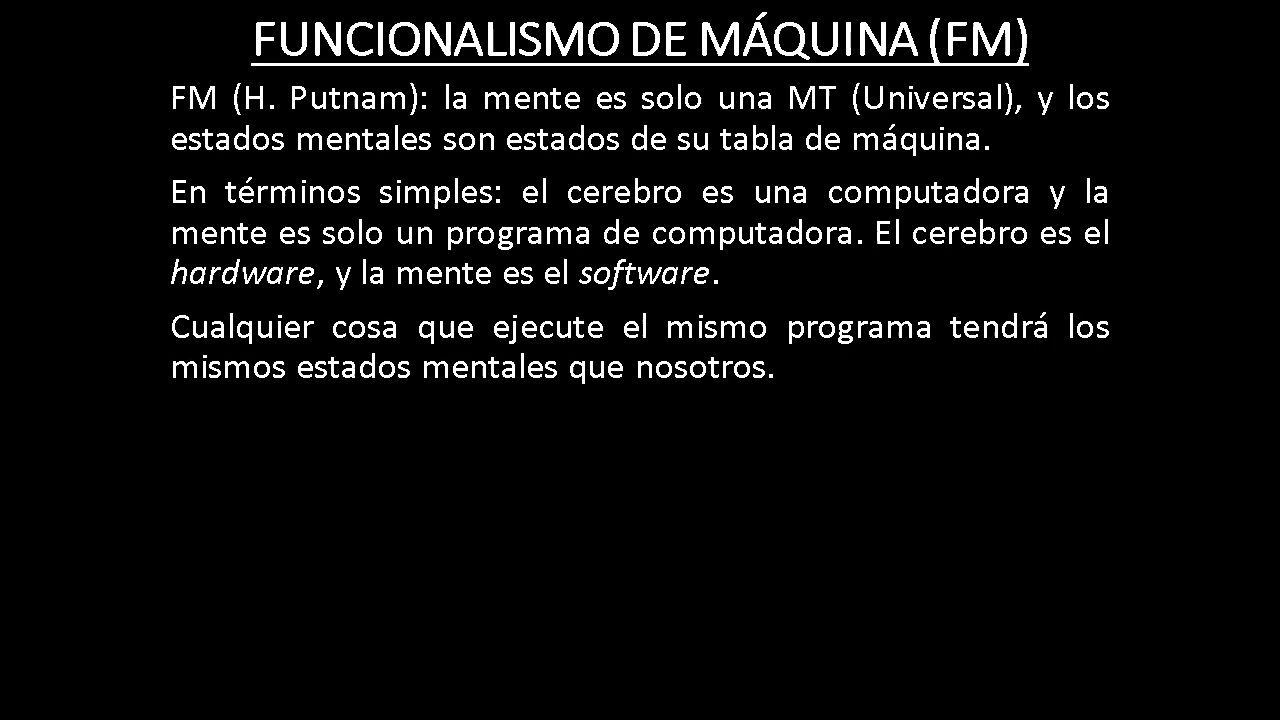 FUNCIONALISMO DE MÁQUINA (FM)
FM (H. Putnam): la mente es solo una MT (Universal), y los
estados mentales son estados de su tabla de máquina.
En términos simples: el cerebro es una computadora y la
mente es solo un programa de computadora. El cerebro es el
hardware, y la mente es el software.
Cualquier cosa que ejecute el mismo programa tendrá los
mismos estados mentales que nosotros.